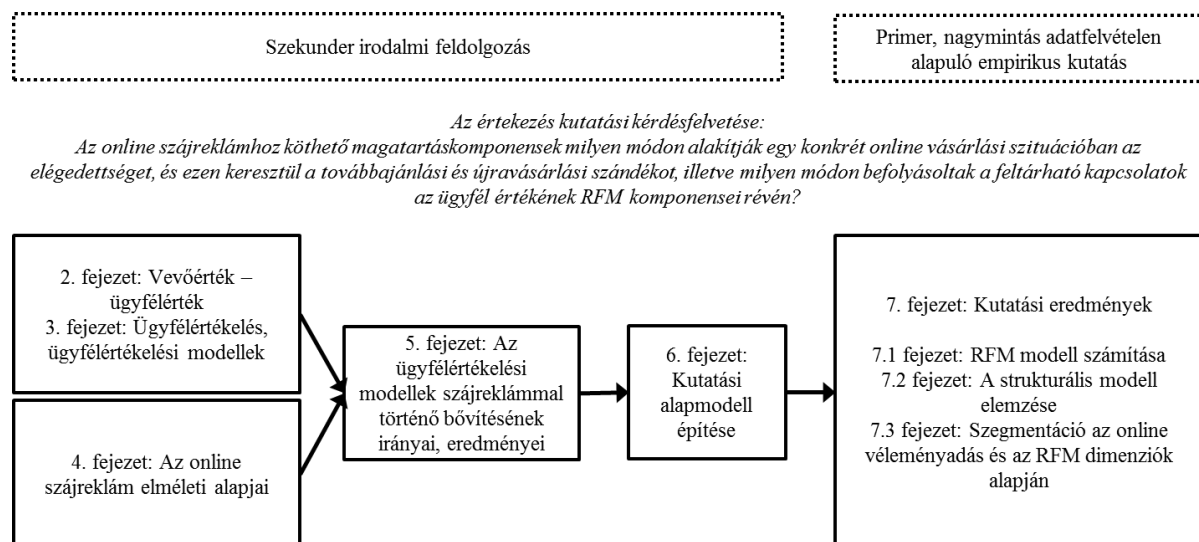 Szekunder irodalmi feldolgozás
Primer, nagymintás adatfelvételen
alapuló empirikus kutatás
Az értekezés kutatási kérdésfelvetése:
Az online szájreklámhoz köthető magatartáskomponensek milyen módon alakítják egy konkrét online vásárlási szituációban az
elégedettséget, és ezen keresztül a továbbajánlási és újravásárlási szándékot, illetve milyen módon befolyásoltak a feltárható kapcsolatok
az ügyfél értékének RFM komponensei révén?
2. fejezet: Vevőérték –
ügyfélérték
3. fejezet: Ügyfélértékelés,
ügyfélértékelési modellek
4. fejezet: Az online
szájreklám elméleti alapjai
5. fejezet: Az
ügyfélértékelési
modellek szájreklámmal
történő bővítésének
irányai, eredményei
6. fejezet:
Kutatási
alapmodell
építése
7. fejezet: Kutatási eredmények
7.1 fejezet: RFM modell számítása
7.2 fejezet: A strukturális modell
elemzése
7.3 fejezet: Szegmentáció az online
véleményadás és az RFM dimenziók
alapján